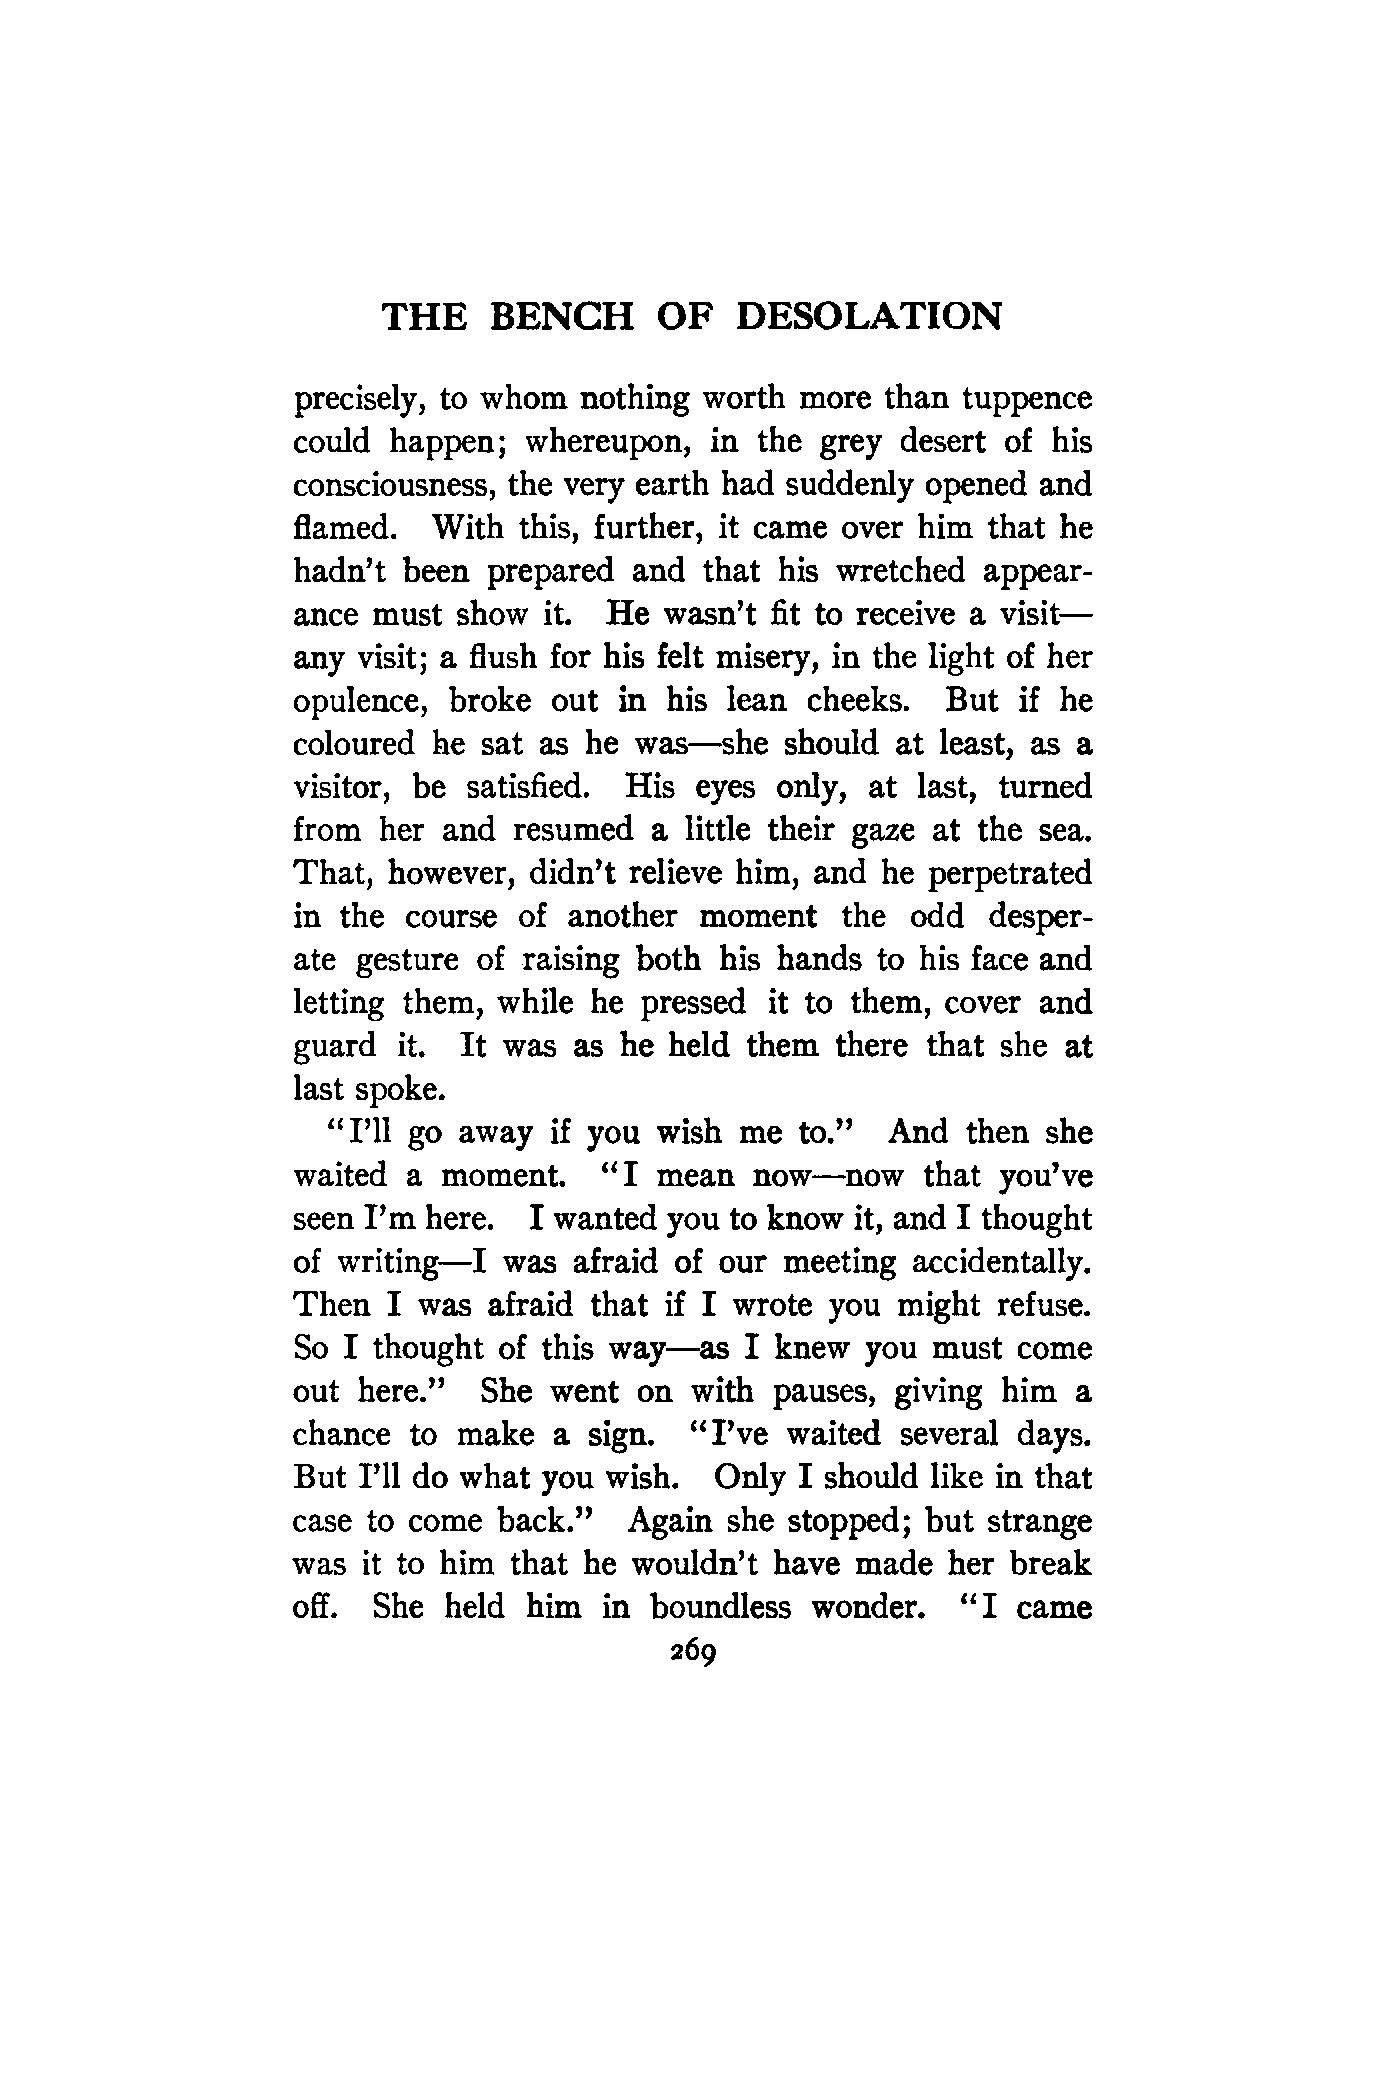 THE BENCH OF DESOLATION
precisely, to whom nothing worth more than tuppence
could happen; whereupon, in the grey desert of his
consciousness, the very earth had suddenly opened and
flamed. With this, further, it came over him that he
hadn't been prepared and that his wretched appear-
ance must show it. He wasn't fit to receive a visit—
any visit; a flush for his felt misery, in the light of her
opulence, broke out in his lean cheeks. But if he
coloured he sat as he was—she should at least, as a
visitor, be satisfied. His eyes only, at last, turned
from her and resumed a little their gaze at the sea.
That, however, didn't relieve him, and he perpetrated
in the course of another moment the odd desper-
ate gesture of raising both his hands to his face and
letting them, while he pressed it to them, cover and
guard it. It was as he held them there that she at
last spoke.
"I'll go away if you wish me to." And then she
waited a moment. "I mean now—now that you've
seen I'm here. I wanted you to know it, and I thought
of writing—I was afraid of our meeting accidentally.
Then I was afraid that if I wrote you might refuse.
So I thought of this way—as I knew you must come
out here." She went on with pauses, giving him a
chance to make a sign. "I've waited several days.
But I'll do what you wish. Only I should like in that
case to come back." Again she stopped; but strange
was it to him that he wouldn't have made her break
off. She held him in boundless wonder. "I came
269